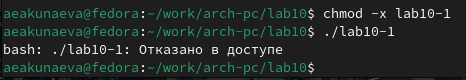 aeakunaeva@fedora:~/work/arch-pc/lab10$ chmod -x lab10-1
aeakunaeva@fedora:~/work/arch-pc/lab10$ ./lab10-1
bash: ./lab10-1: Отказано в доступе
aeakunaeva@fedora:~/work/arch-pc/lab10$